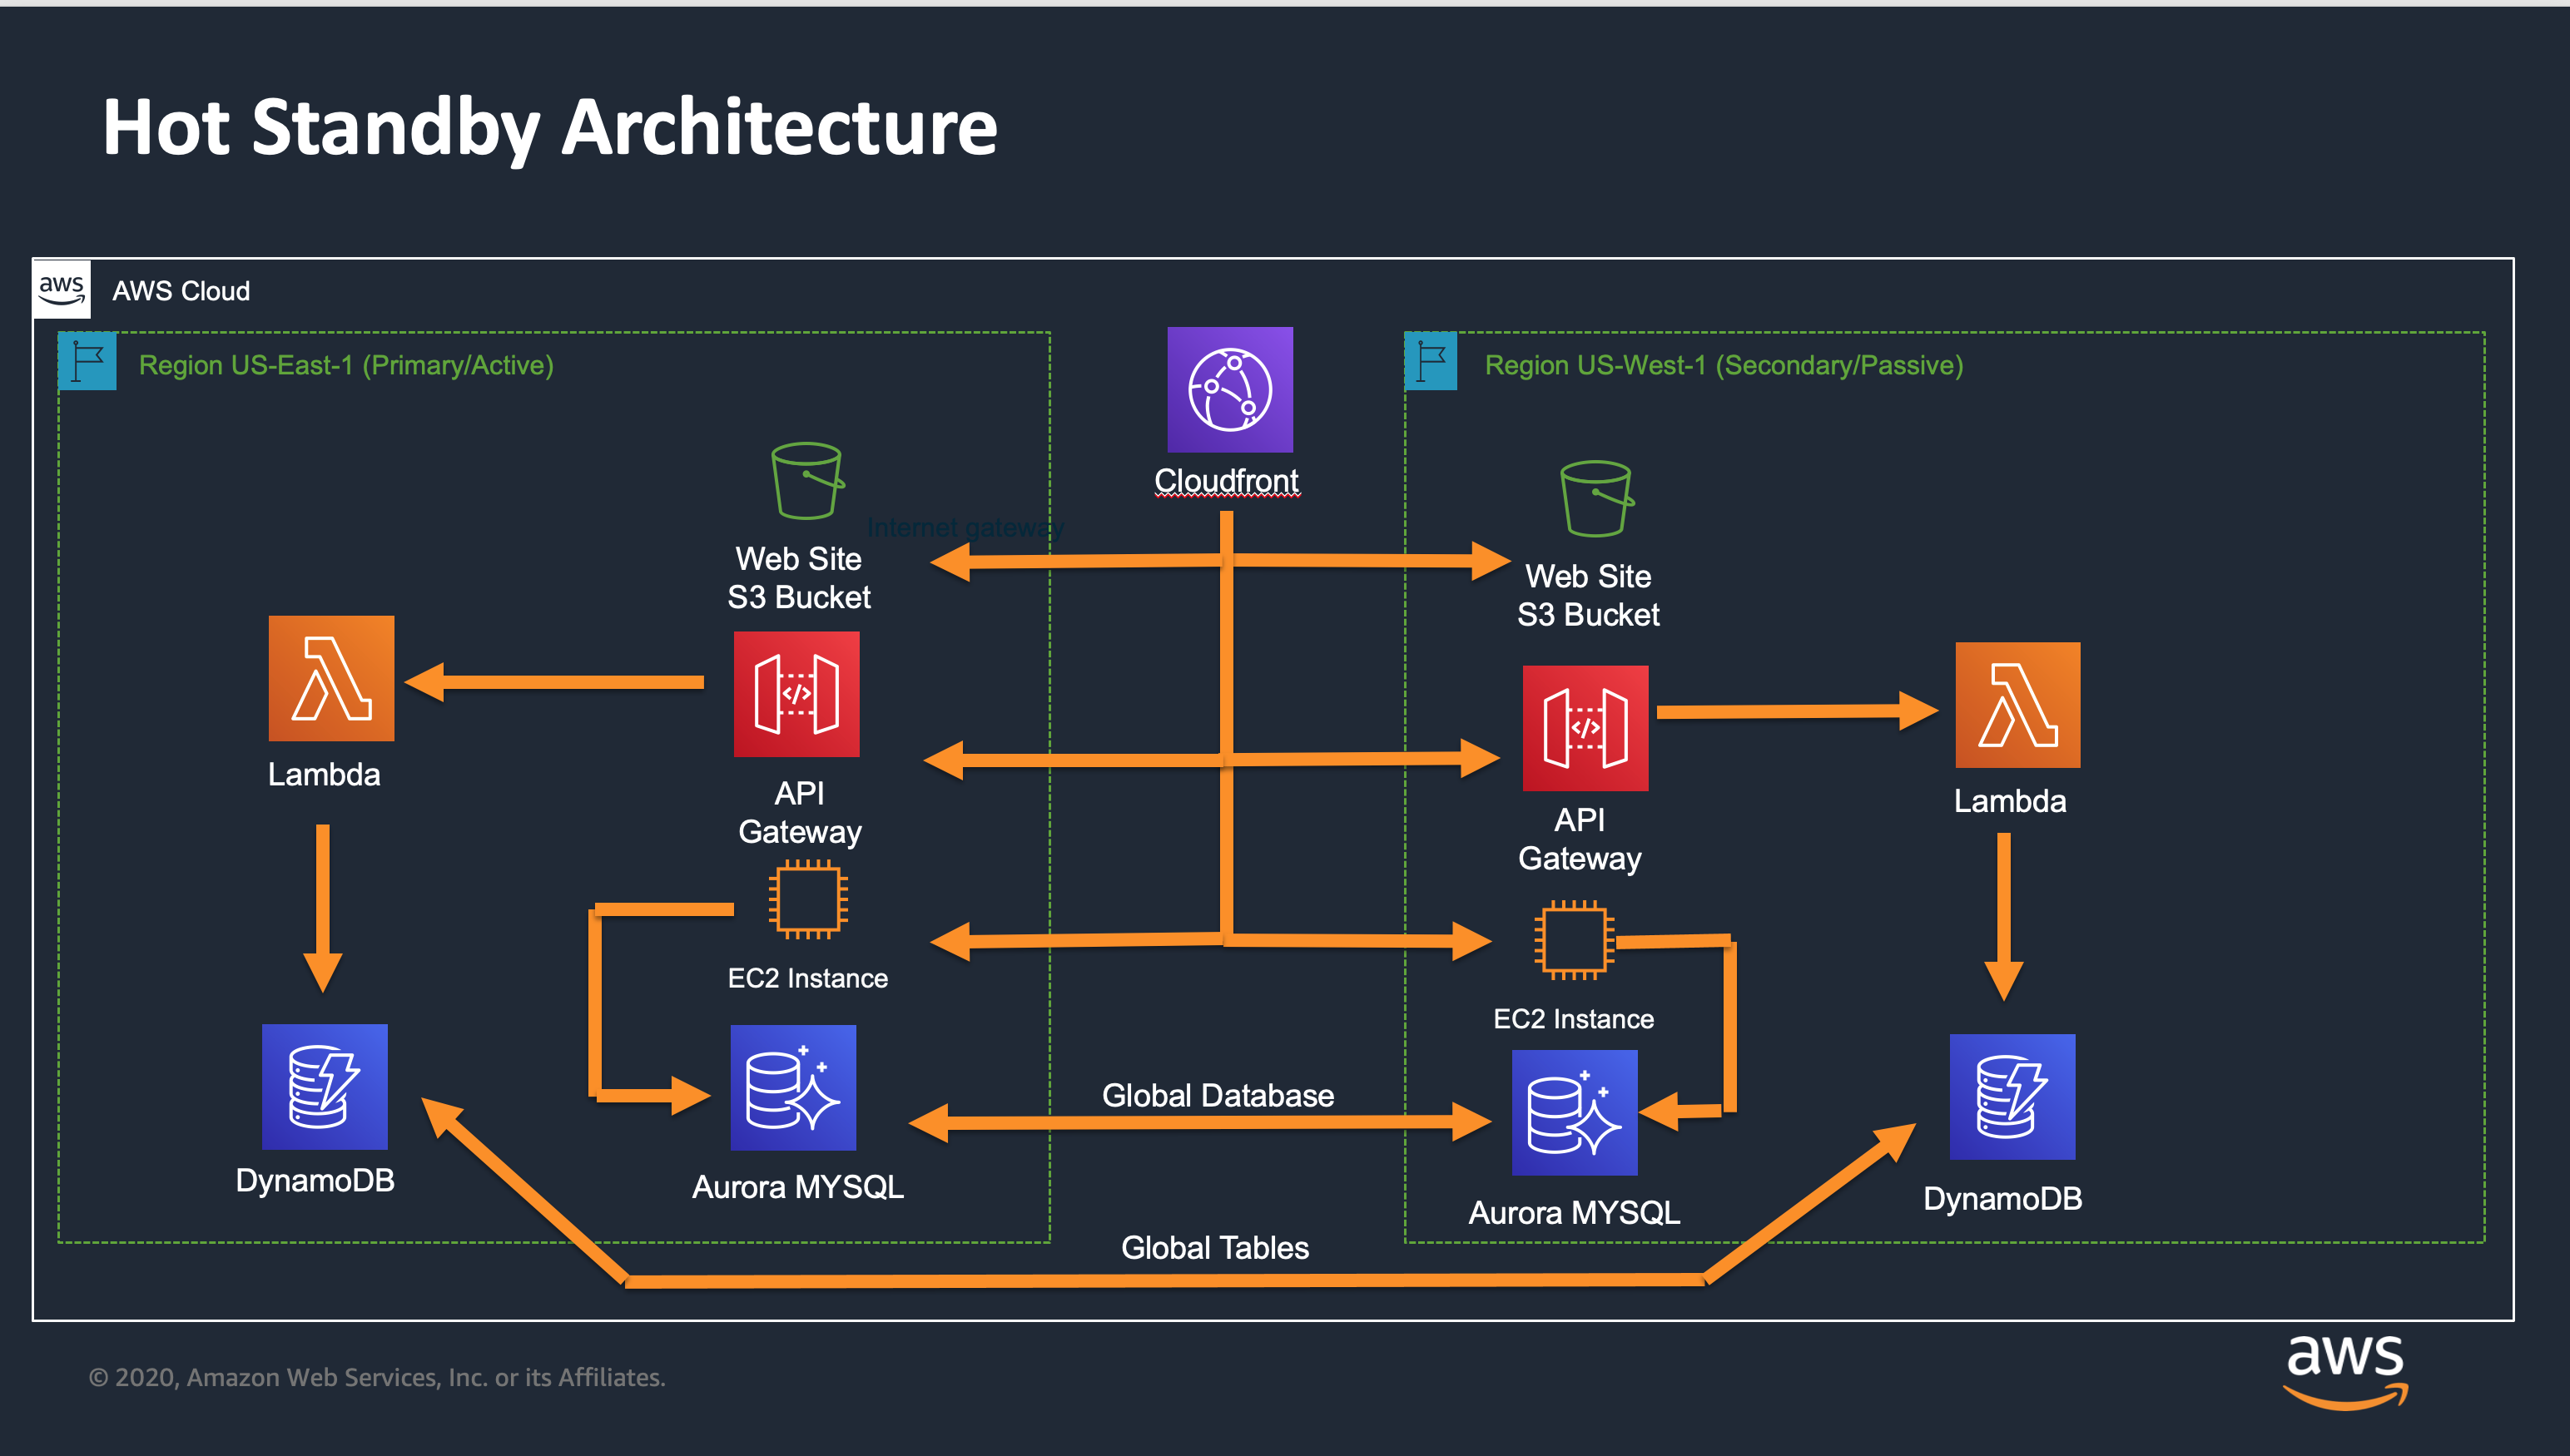 Hot Standby Architecture
aws
AWS Cloud
Region US-East-1 (Primary/Active)
Region US-West-1 (Secondary/Passive)
Cloudfront
Internet gateway
Web Site
S3 Bucket
Web Site
S3 Bucket
</>
</>
Lambda
API
Gateway
API
Gateway
Lambda
EC2 Instance
EC2 Instance
Global Database
DynamoDB
Aurora MYSQL
Aurora MYSQL
DynamoDB
Global Tables
© 2020, Amazon Web Services, Inc. or its Affiliates.
aws